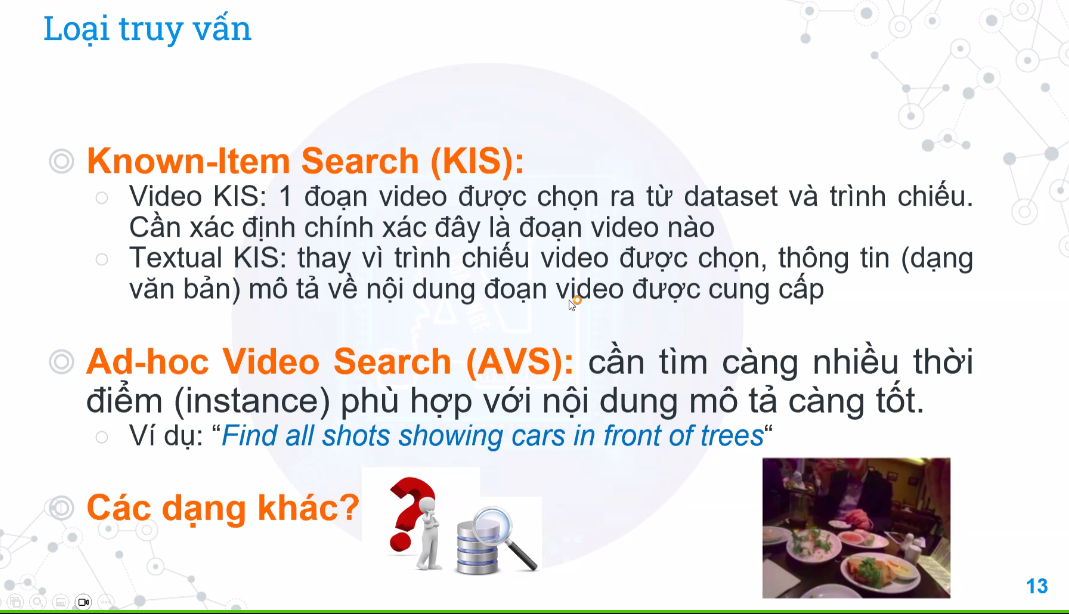 Loại truy vấn
Known-Item Search (KIS):
Video KIS: 1 đoạn video được chọn ra từ dataset và trình chiếu.
Cần xác định chính xác đây là đoạn video nào
Textual KIS: thay vì trình chiếu video được chọn, thông tin (dạng
văn bản) mô tả về nội dung đoạn video được cung cấp
Ad-hoc Video Search (AVS): cần tìm càng nhiều thời
điểm (instance) phù hợp với nội dung mô tả càng tốt.
Ví dụ: “Find all shots showing cars in front of trees“
Các dạng khác?
13